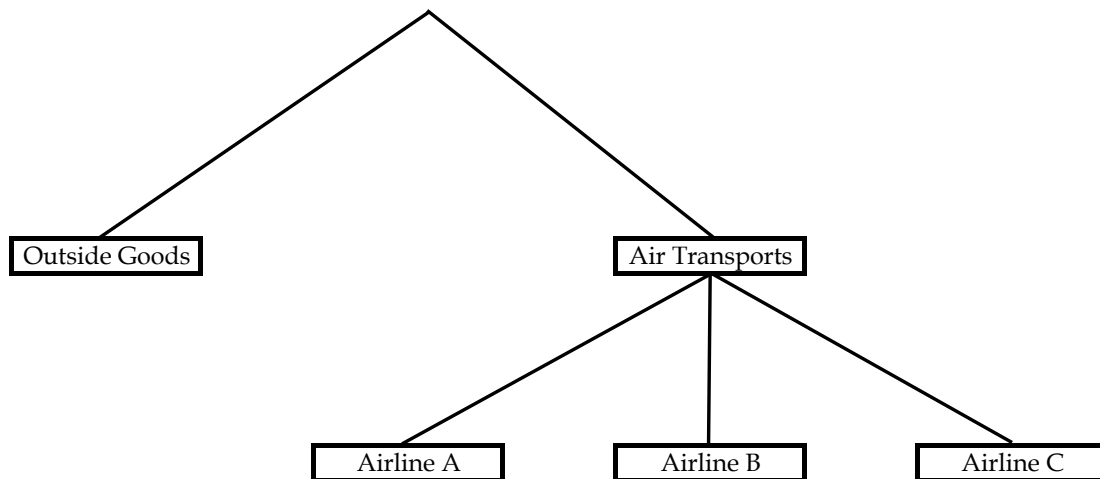 Outside Goods
Air Transports
Airline A
Airline B
Airline C